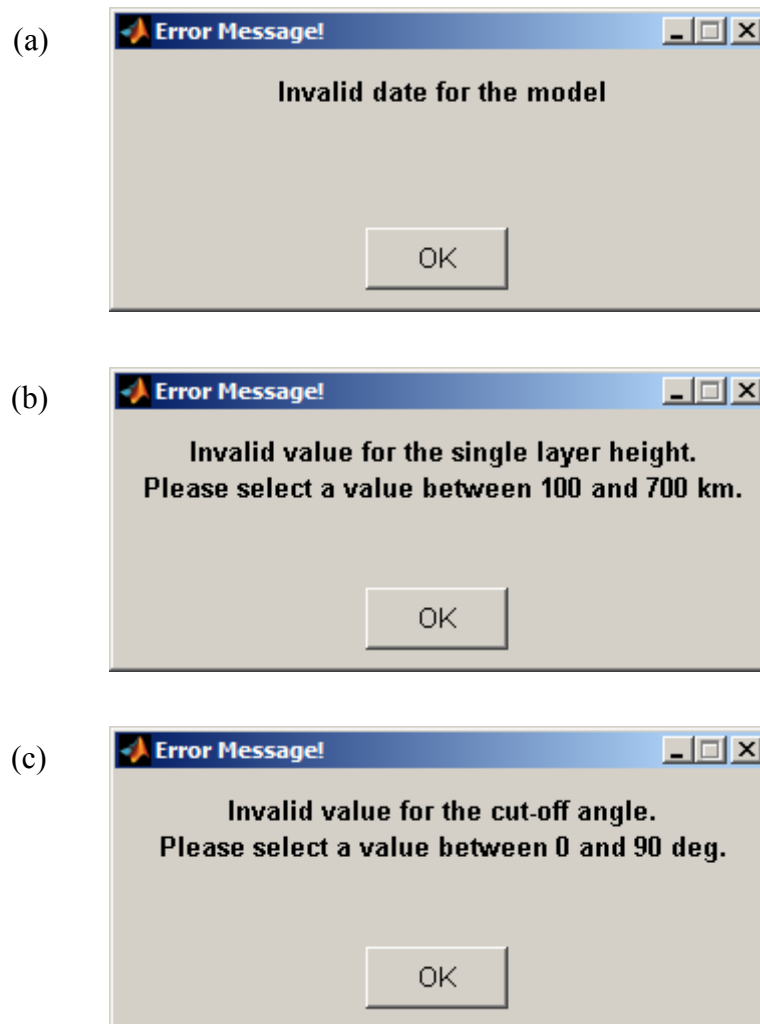 (a)
Error Message!
Invalid date for the model
OK
(b)
Error Message!
Invalid value for the single layer height.
Please select a value between 100 and 700 km.
OK
(c)
Error Message!
Invalid value for the cut-off angle.
Please select a value between 0 and 90 deg.
OK